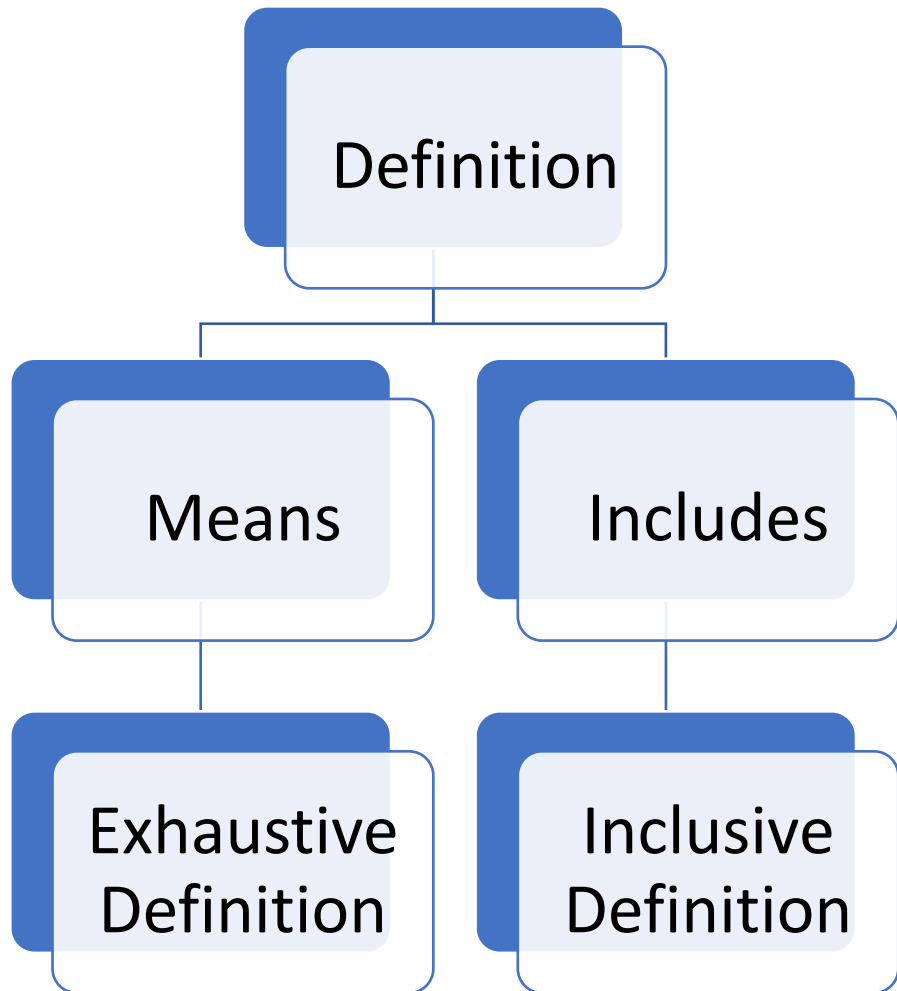 Definition
Means
Includes
Exhaustive
Definition
Inclusive
Definition